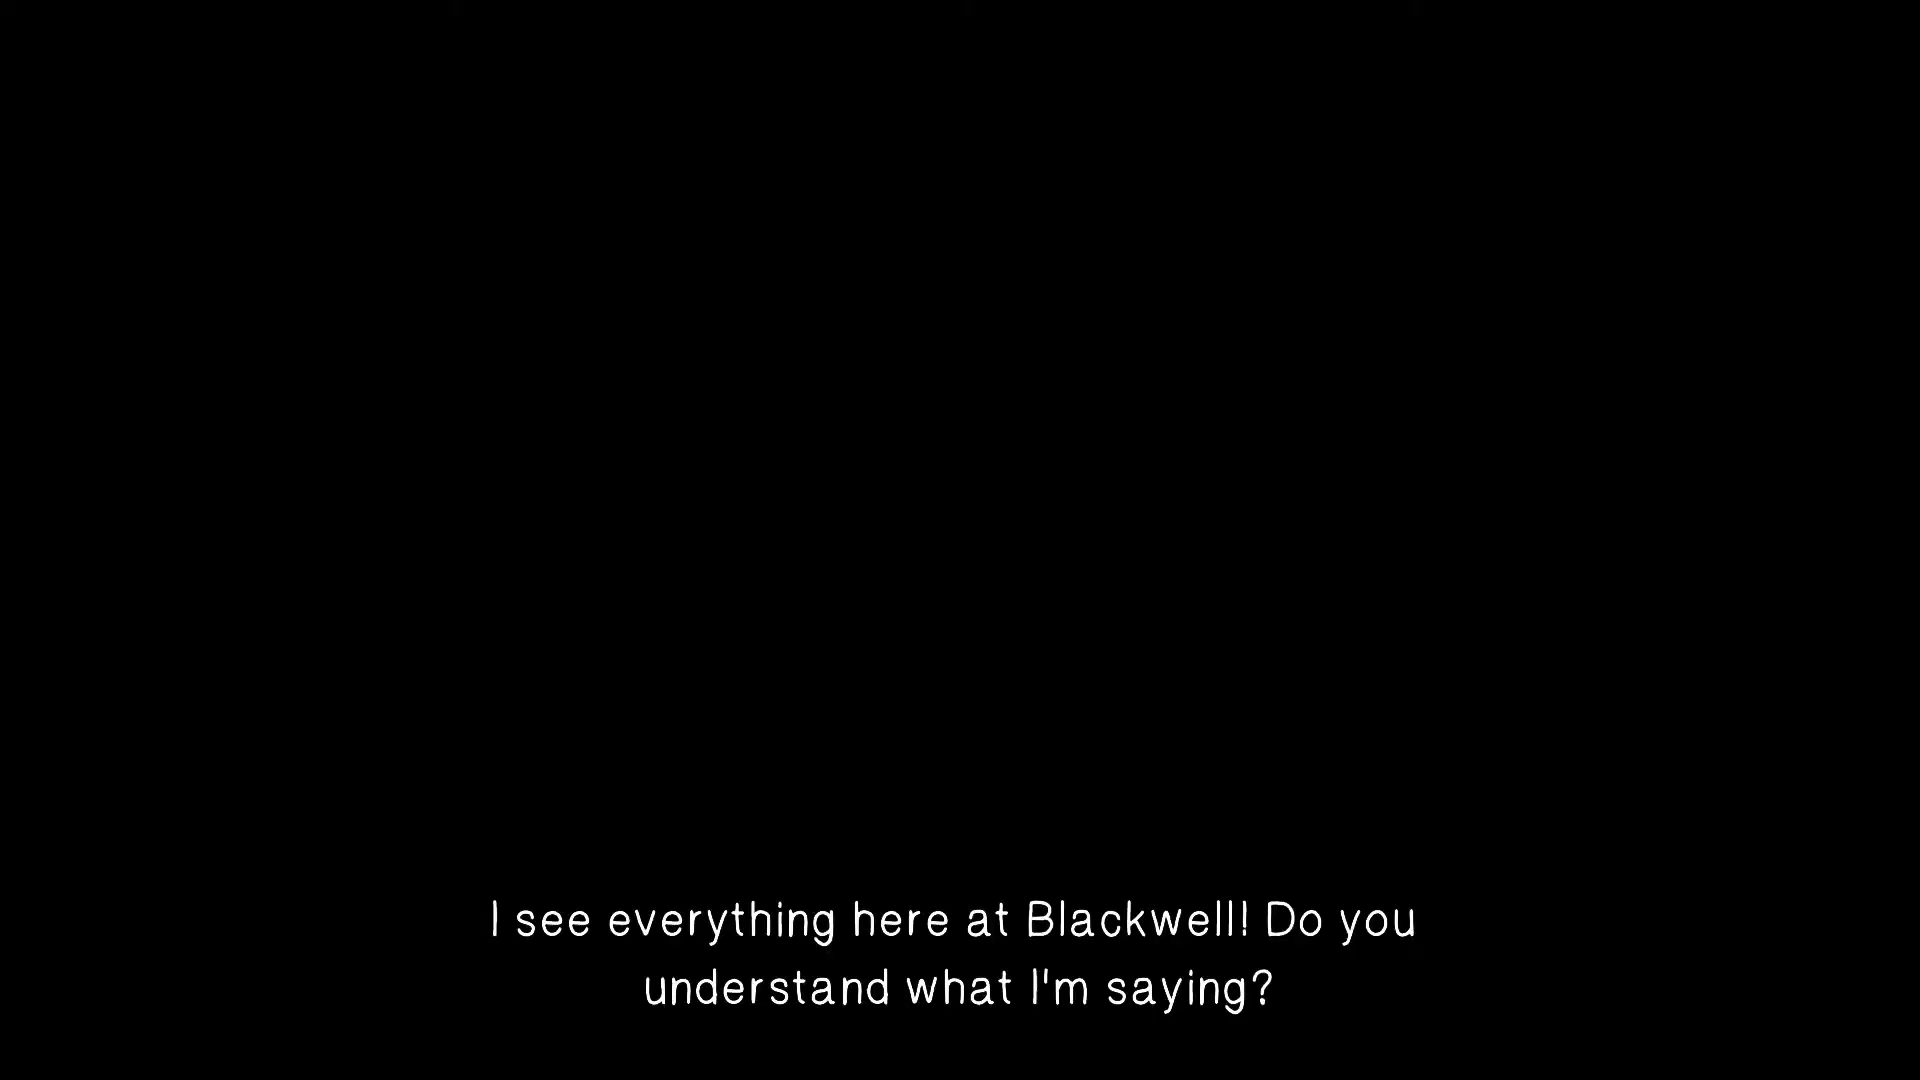 I see everything here at Blackwell! Do you
understand what I'm saying?